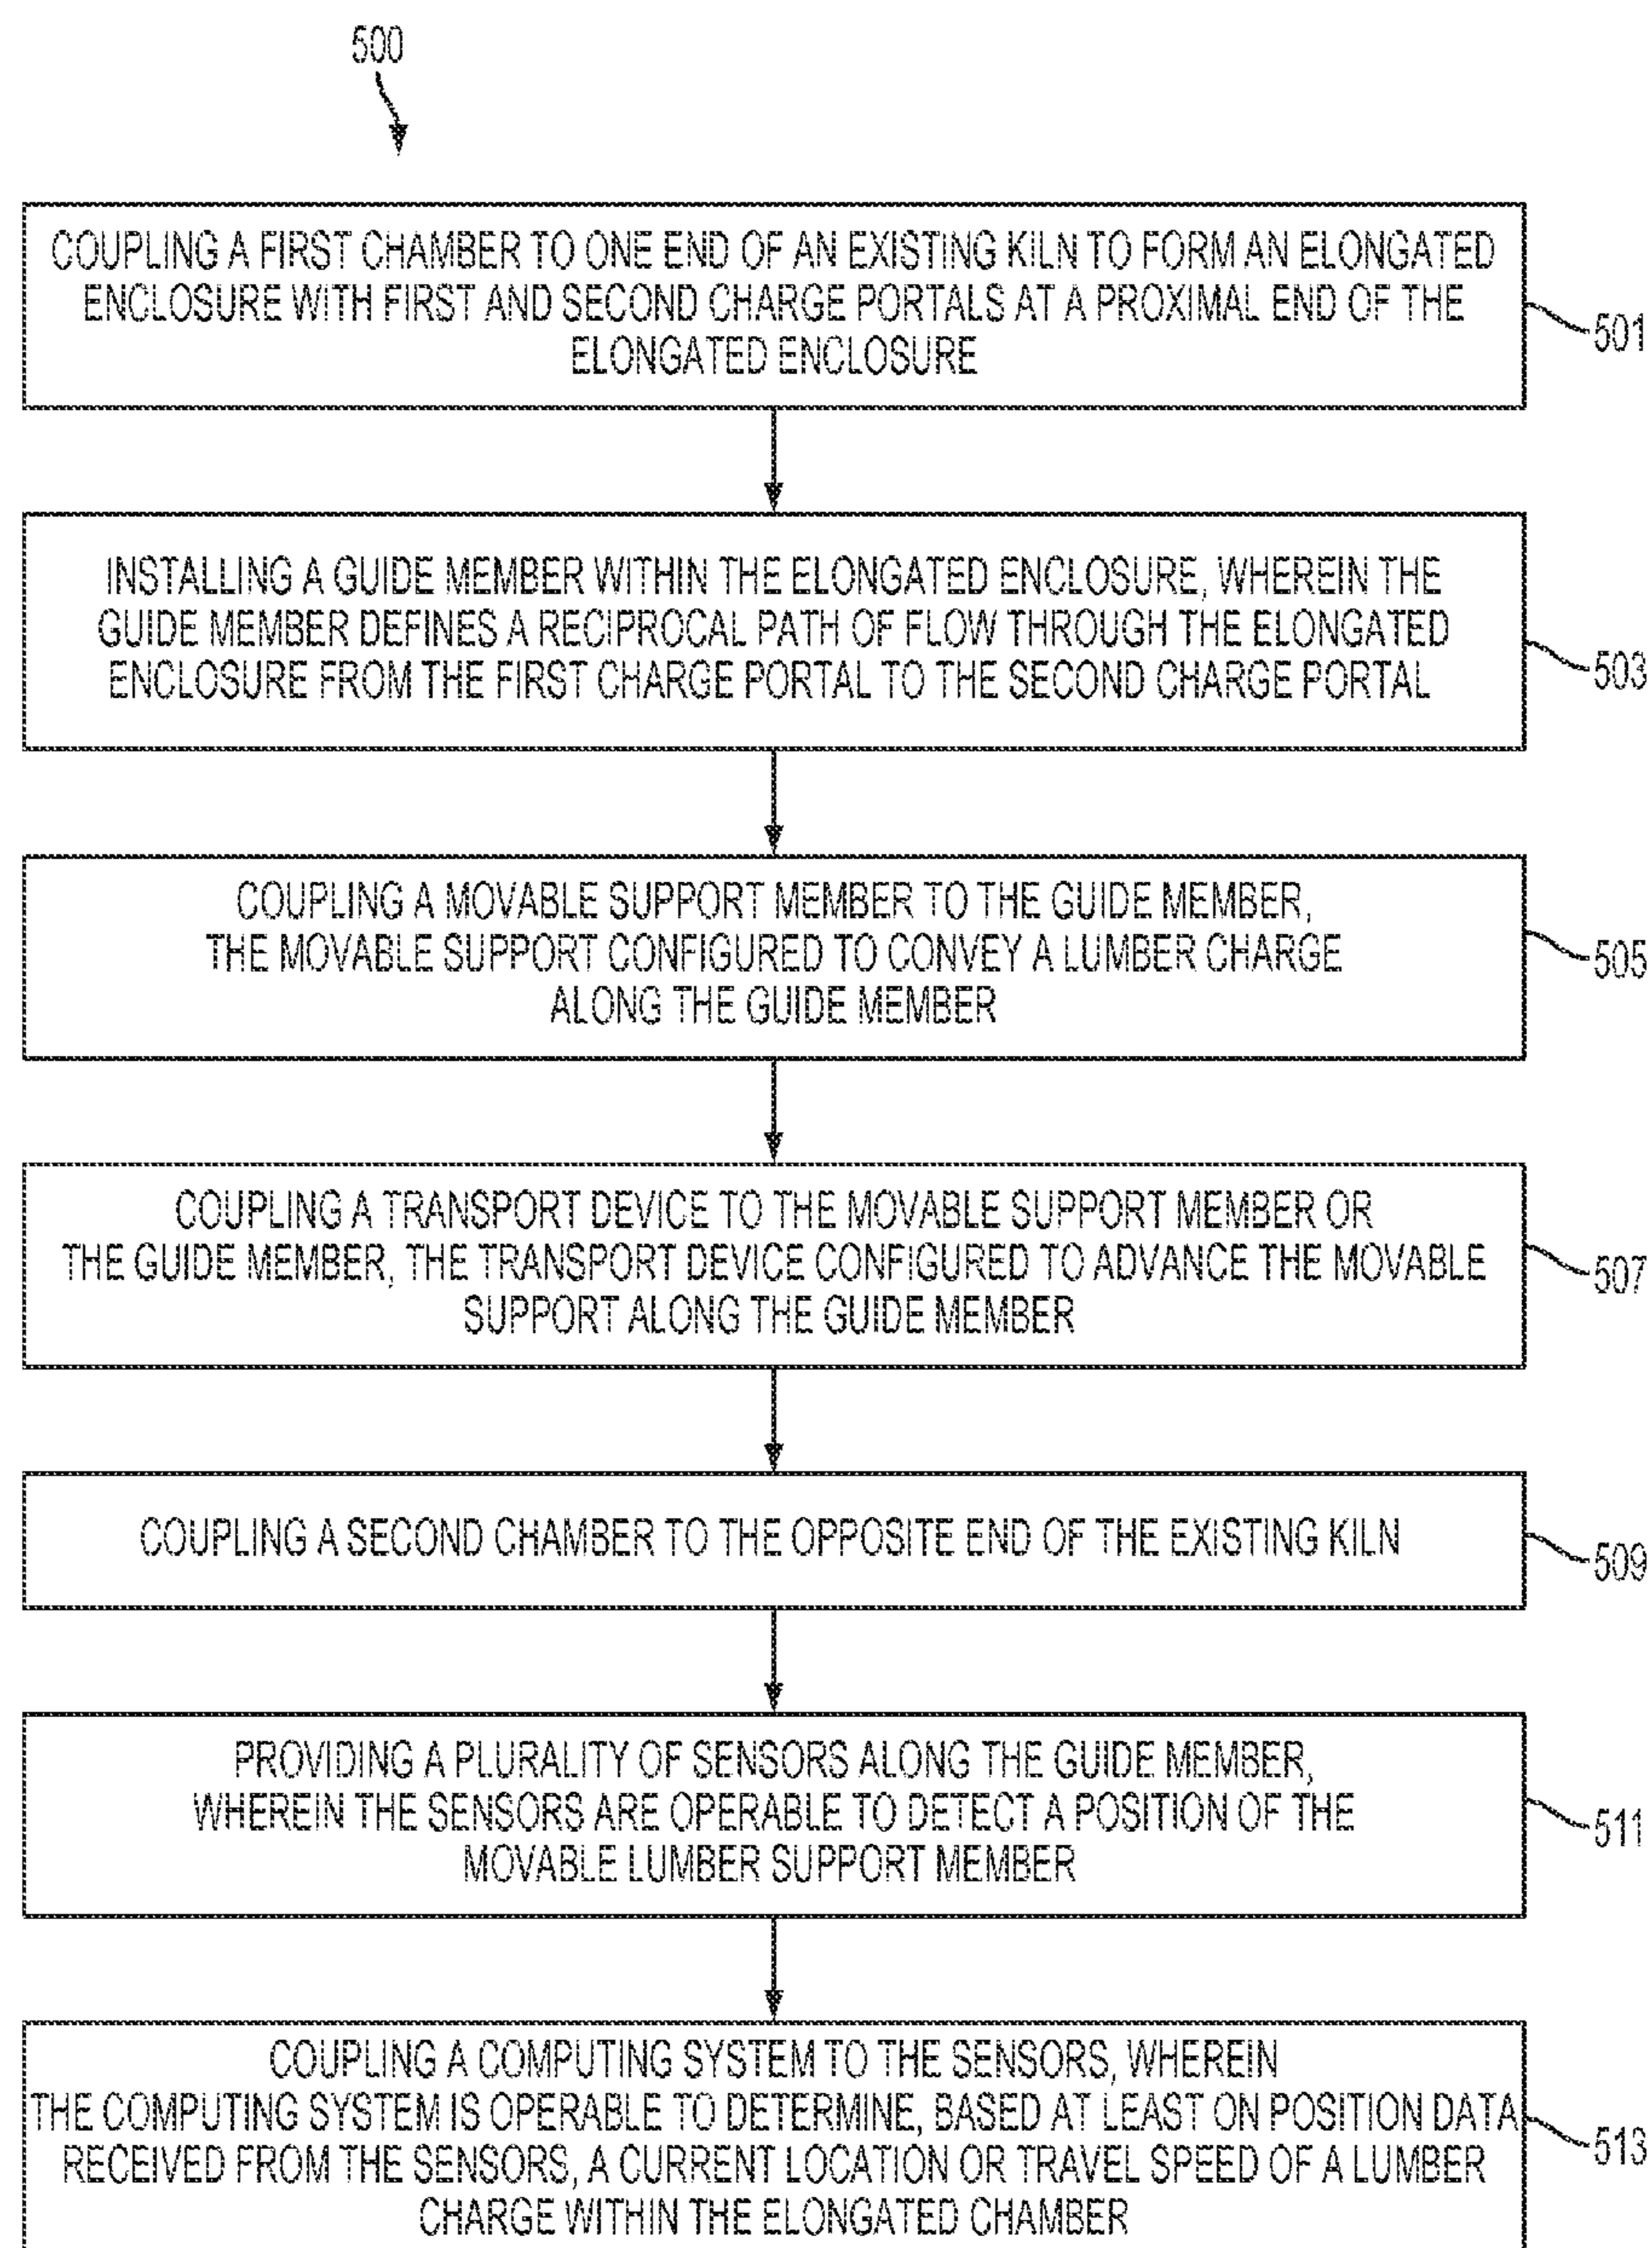 500
COUPLING A FIRST CHAMBER TO ONE END OF AN EXISTING KILN TO FORM AN ELONGATED
ENCLOSURE WITH FIRST AND SECOND CHARGE PORTALS AT A PROXIMAL END OF THE
ELONGATED ENCLOSURE
501
INSTALLING A GUIDE MEMBER WITHIN THE ELONGATED ENCLOSURE, WHEREIN THE
GUIDE MEMBER DEFINES A RECIPROCAL PATH OF FLOW THROUGH THE ELONGATED
ENCLOSURE FROM THE FIRST CHARGE PORTAL TO THE SECOND CHARGE PORTAL
503
COUPLING A MOVABLE SUPPORT MEMBER TO THE GUIDE MEMBER,
THE MOVABLE SUPPORT CONFIGURED TO CONVEY A LUMBER CHARGE
ALONG THE GUIDE MEMBER
505
COUPLING A TRANSPORT DEVICE TO THE MOVABLE SUPPORT MEMBER OR
THE GUIDE MEMBER, THE TRANSPORT DEVICE CONFIGURED TO ADVANCE THE MOVABLE
SUPPORT ALONG THE GUIDE MEMBER
507
COUPLING A SECOND CHAMBER TO THE OPPOSITE END OF THE EXISTING KILN
509
PROVIDING A PLURALITY OF SENSORS ALONG THE GUIDE MEMBER,
WHEREIN THE SENSORS ARE OPERABLE TO DETECT A POSITION OF THE
MOVABLE LUMBER SUPPORT MEMBER
511
COUPLING A COMPUTING SYSTEM TO THE SENSORS, WHEREIN
THE COMPUTING SYSTEM IS OPERABLE TO DETERMINE, BASED AT LEAST ON POSITION DATA
RECEIVED FROM THE SENSORS, A CURRENT LOCATION OR TRAVEL SPEED OF A LUMBER
CHARGE WITHIN THE ELONGATED CHAMBER
513